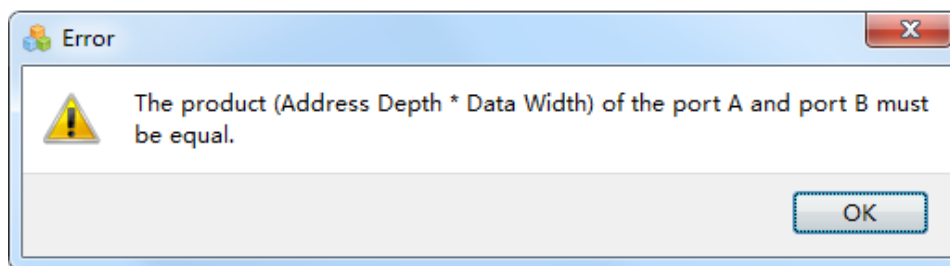 Error
The product (Address Depth * Data Width) of the port A and port B must
be equal.
OK